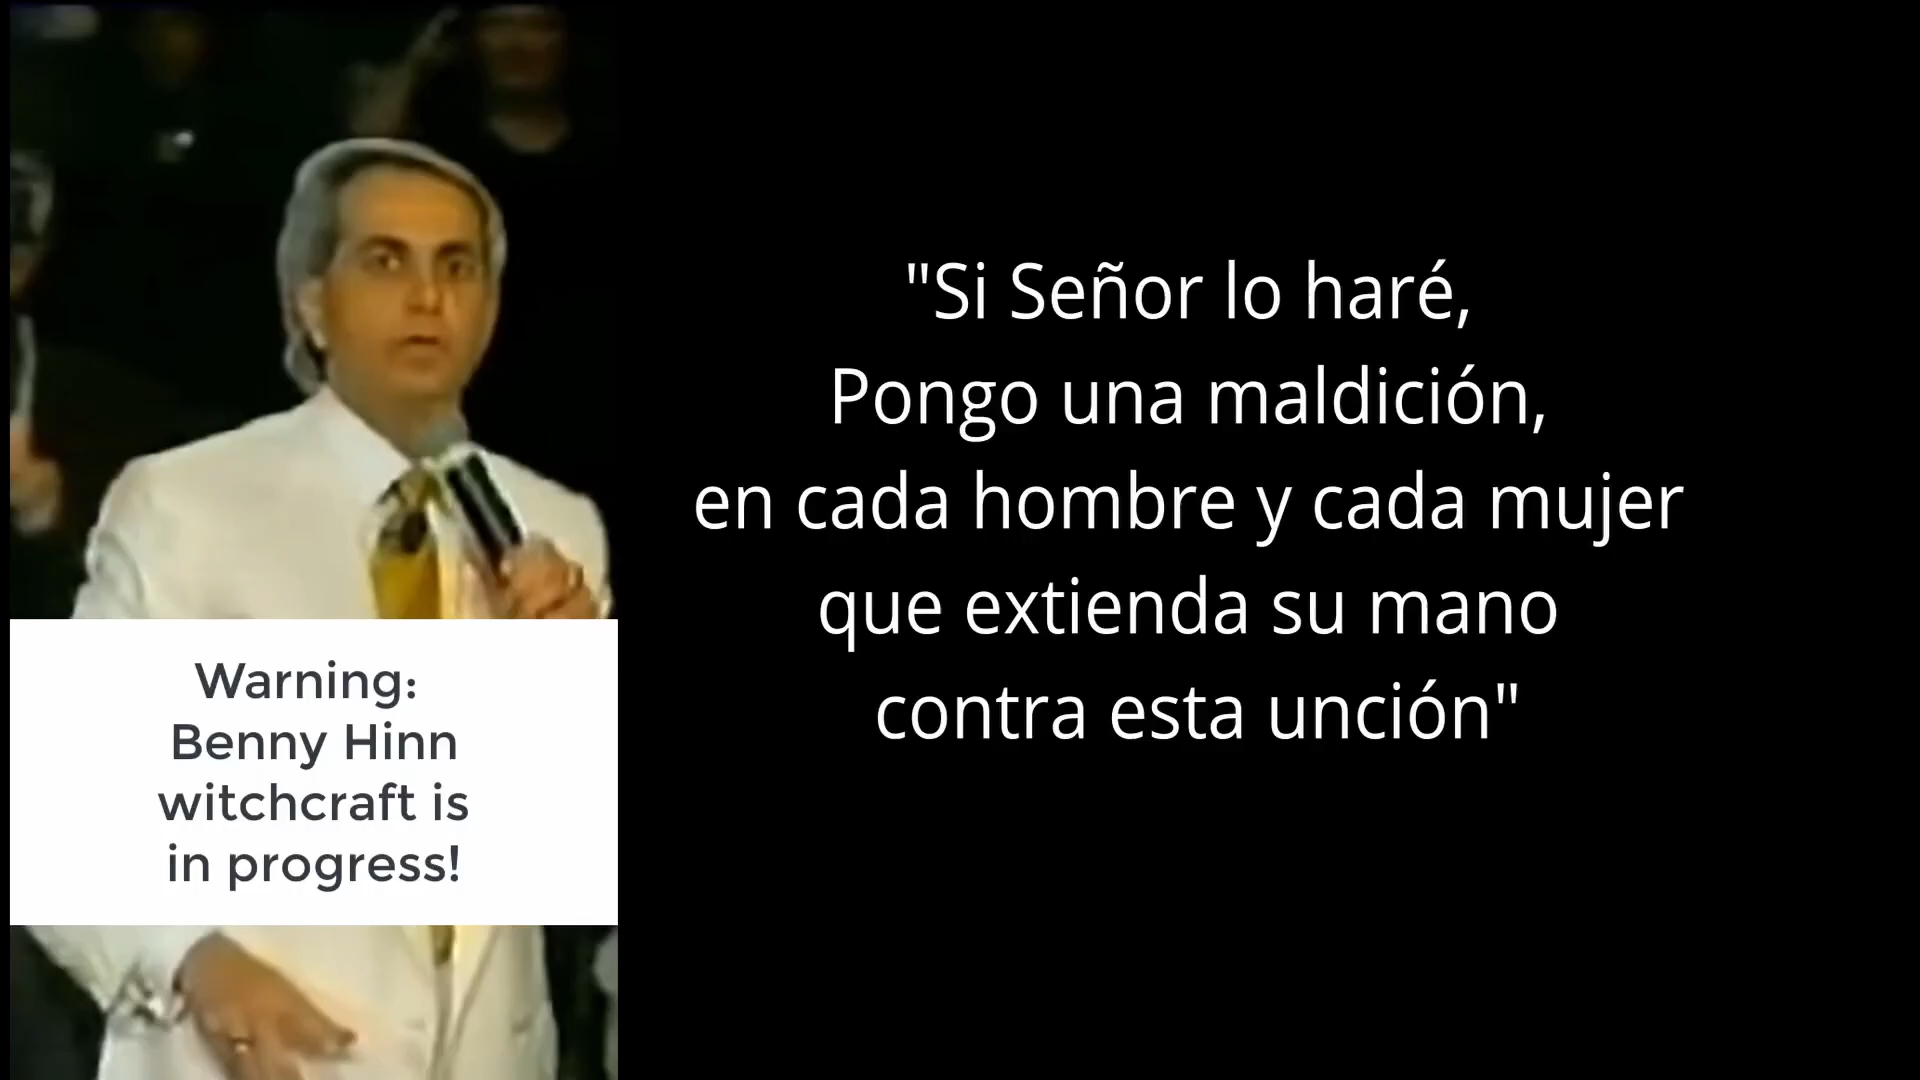 "Si Señor lo haré,
Pongo una maldición,
en cada hombre y cada mujer
que extienda su mano
contra esta unción"
Warning:
Benny Hinn
witchcraft is
in progress!